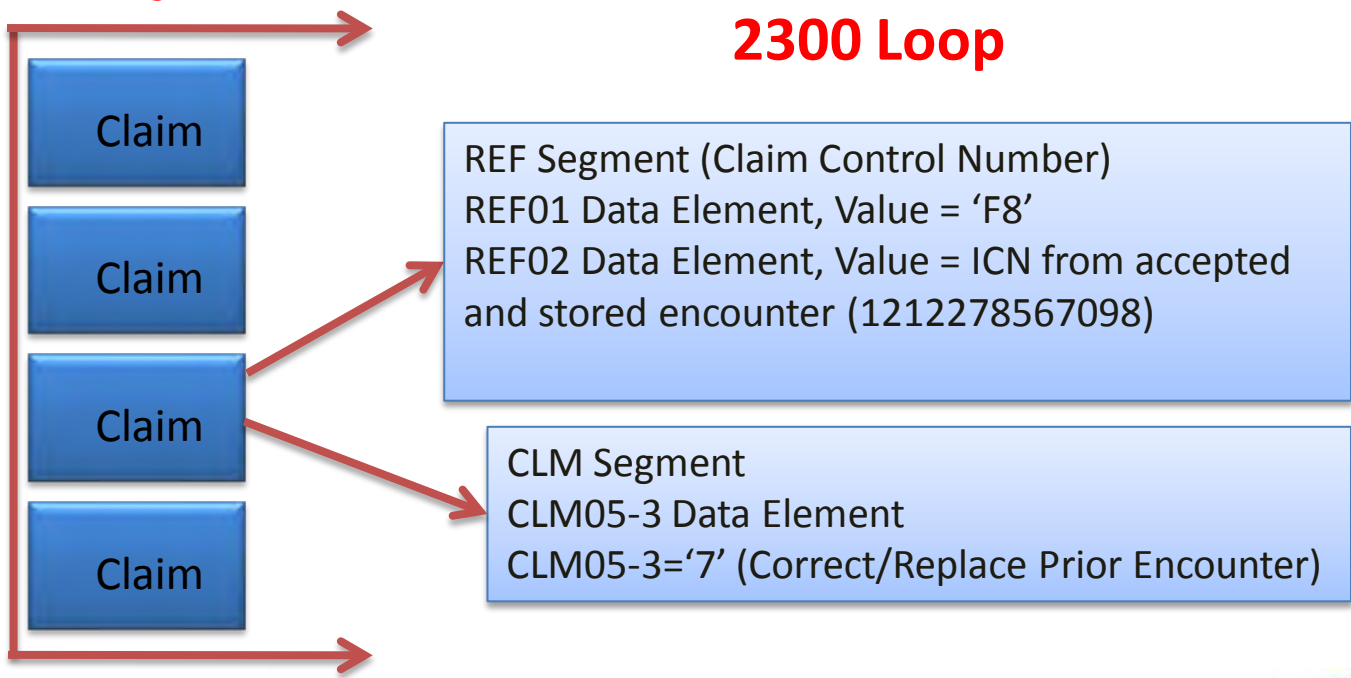 2300 Loop
Claim
Claim
Claim
Claim
REF Segment (Claim Control Number)
REF01 Data Element, Value = ‘F8’
REF02 Data Element, Value = ICN from accepted
and stored encounter (1212278567098)
CLM Segment
CLM05-3 Data Element
CLM05-3=‘7’ (Correct/Replace Prior Encounter)